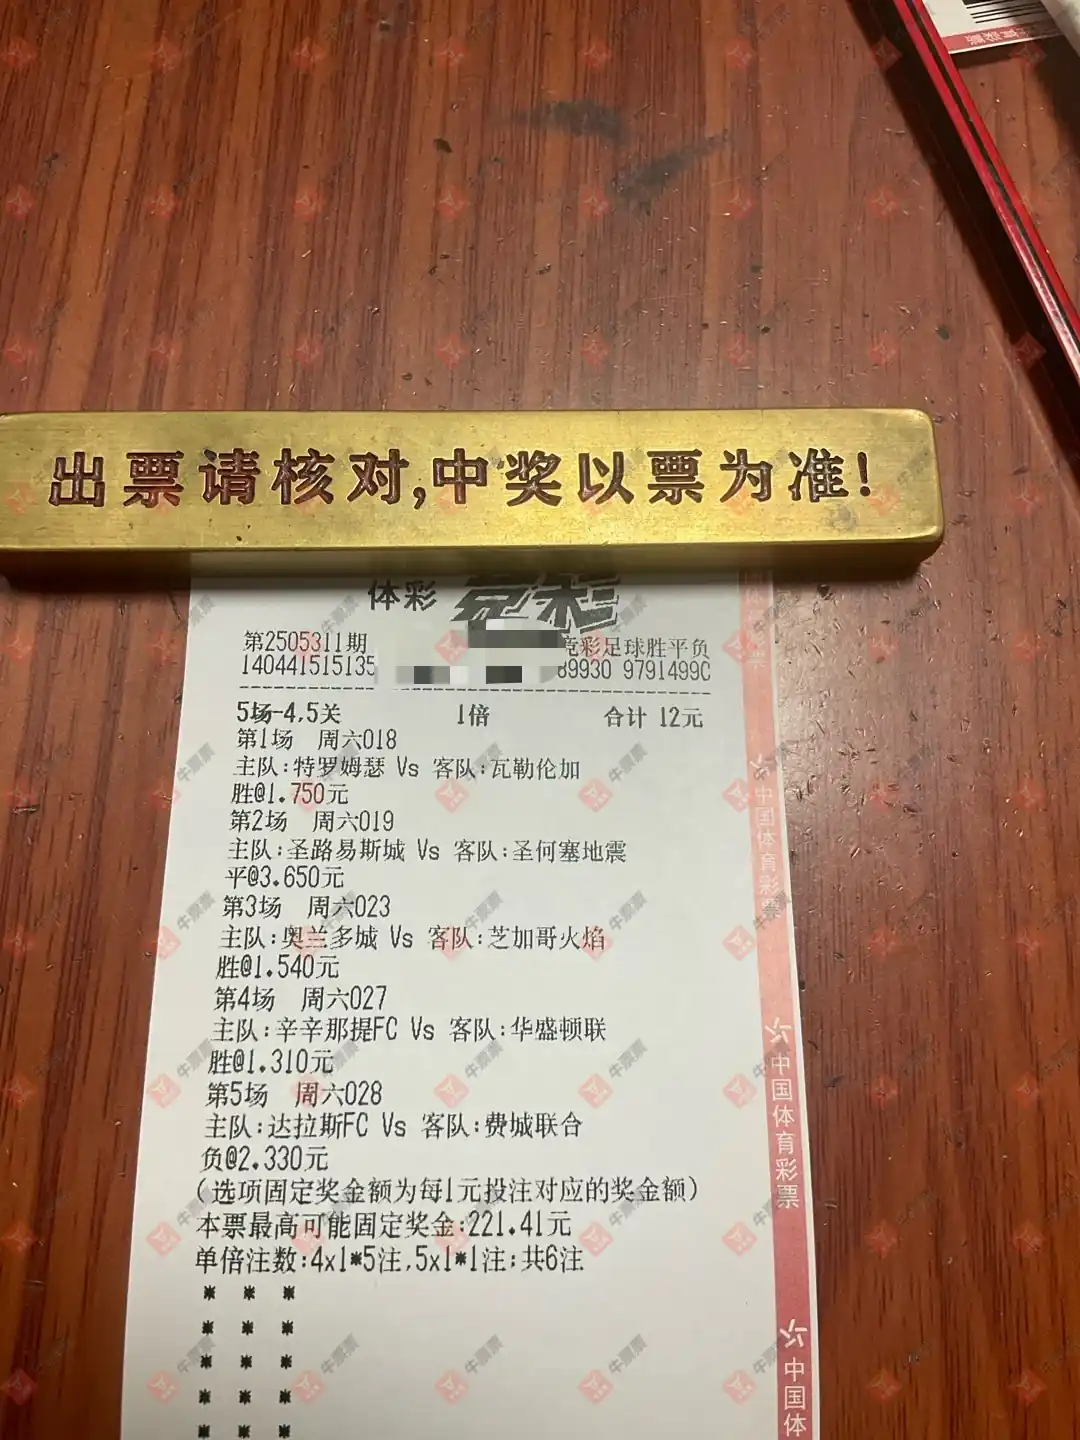 出票请核对,中奖以票为准!
体彩 竞彩
第2505311期 竞彩足球胜平负
140441515135 89930 9791499C
5场-4,5关 1倍 合计 12元
第1场 周六018
主队:特罗姆瑟 Vs 客队:瓦勒伦加
胜@1.750元
第2场 周六019
主队:圣路易斯城 Vs 客队:圣何塞地震
平@3.650元
第3场 周六023
主队:奥兰多城 Vs 客队:芝加哥火焰
胜@1.540元
第4场 周六027
主队:辛辛那提FC Vs 客队:华盛顿联
胜@1.310元
第5场 周六028
主队:达拉斯FC Vs 客队:费城联合
负@2.330元
(选项固定奖金额为每1元投注对应的奖金额)
本票最高可能固定奖金:221.41元
单倍注数:4x1*5注,5x1*1注;共6注
* * *
* * *
* * *
* * *
* * *
中国体育彩票
中国体育彩票
中国体
牛票票